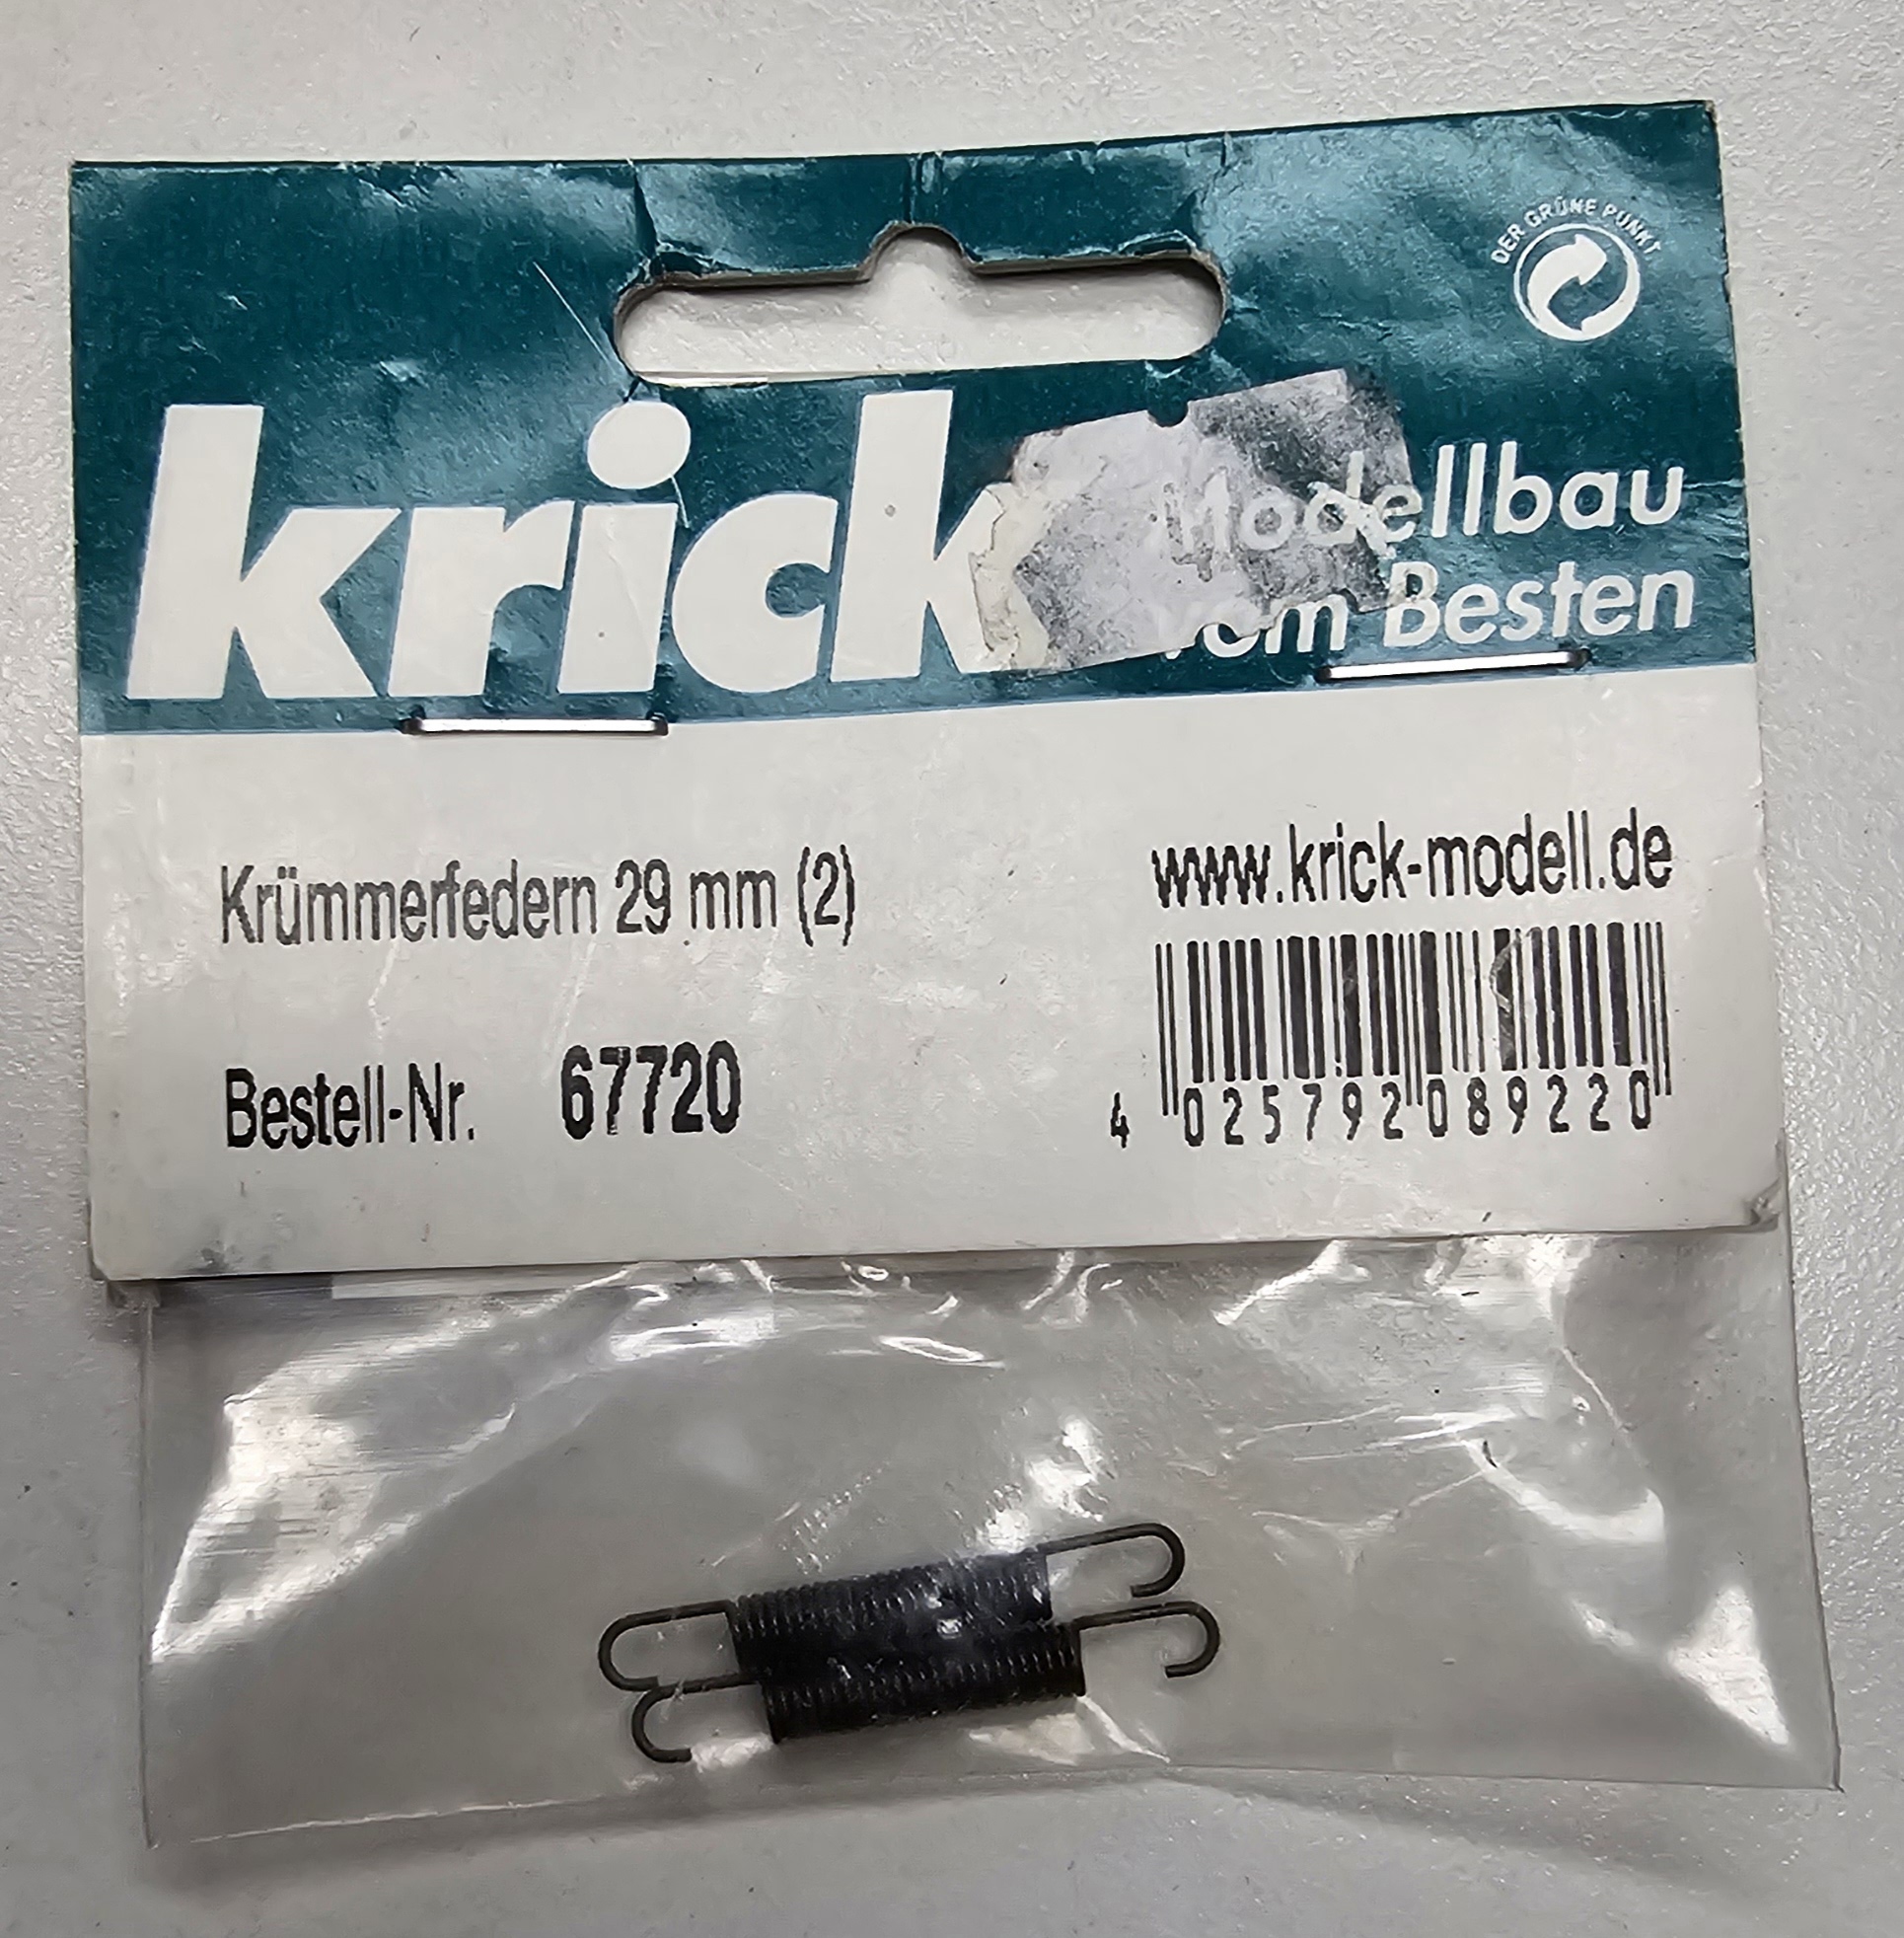 DER GRÜNE PUNKT
krick
Modellbau
vom Besten
Krümmerfedern 29 mm (2)
www.krick-modell.de
Bestell-Nr. 67720
4 025792 089220